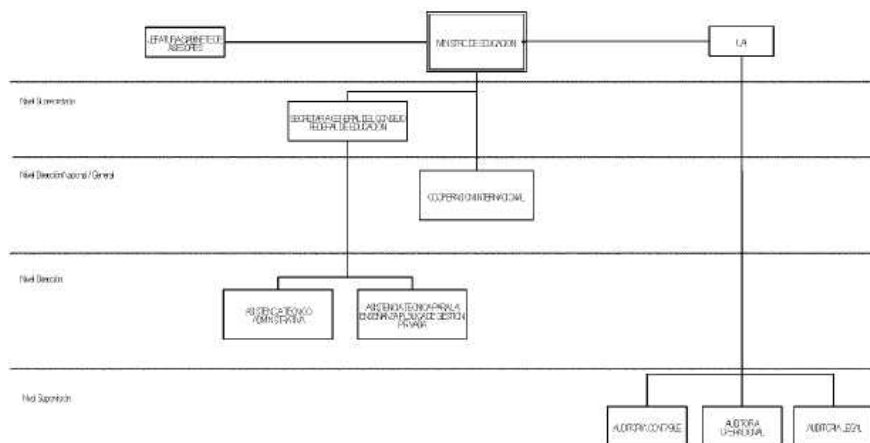 JEFATURA GABINETE DE
ASESORES
MINISTRO DE EDUCACION
UAI
Nivel
SECRETARIA GENERAL DEL CONSEJO
FEDERAL DE EDUCACION
Nivel Dirección Nacional / General
COOPERACION INTERNACIONAL
Nivel Dirección
ASISTENCIA TECNICO
ADMINISTRATIVA
ASISTENCIA TECNICA PARA LA
ENSEÑANZA PUBLICA DE GESTION
PRIVADA
Nivel Supervisión
AUDITORIA CONTABLE
AUDITORIA
OPERACIONAL
AUDITORIA LEGAL